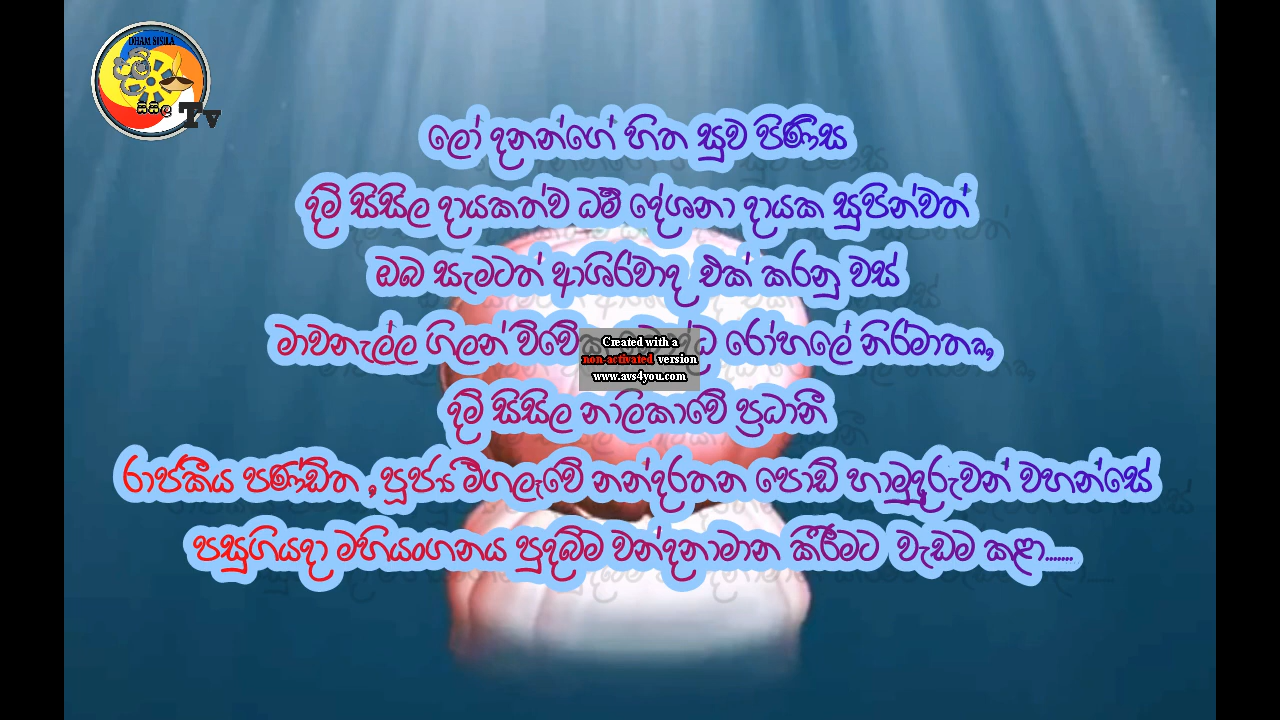 DHAM SISILA
සිසිල
Tv
ලෝ දනන්ගේ හිත සුව පිණිස
දම් සිසිල දායකත්ව ධර්ම දේශනා දායක සුපින්වත්
ඔබ සැමටත් ආශිර්වාද එක් කරනු වස්
මාවනැල්ල ගිලන් විවේක රෝහලේ නිර්මාතෘ,
Created with a
non-activated version
www.avs4you.com
දම් සිසිල නාලිකාවේ ප්‍රධානී
රාජකීය පණ්ඩිත , පූජ්‍ය මීගලෑවේ නන්දරතන පොඩි හාමුදුරුවන් වහන්සේ
පසුගියදා මහියංගනය පුදබිම වන්දනාමාන කිරීමට වැඩම කළා.......